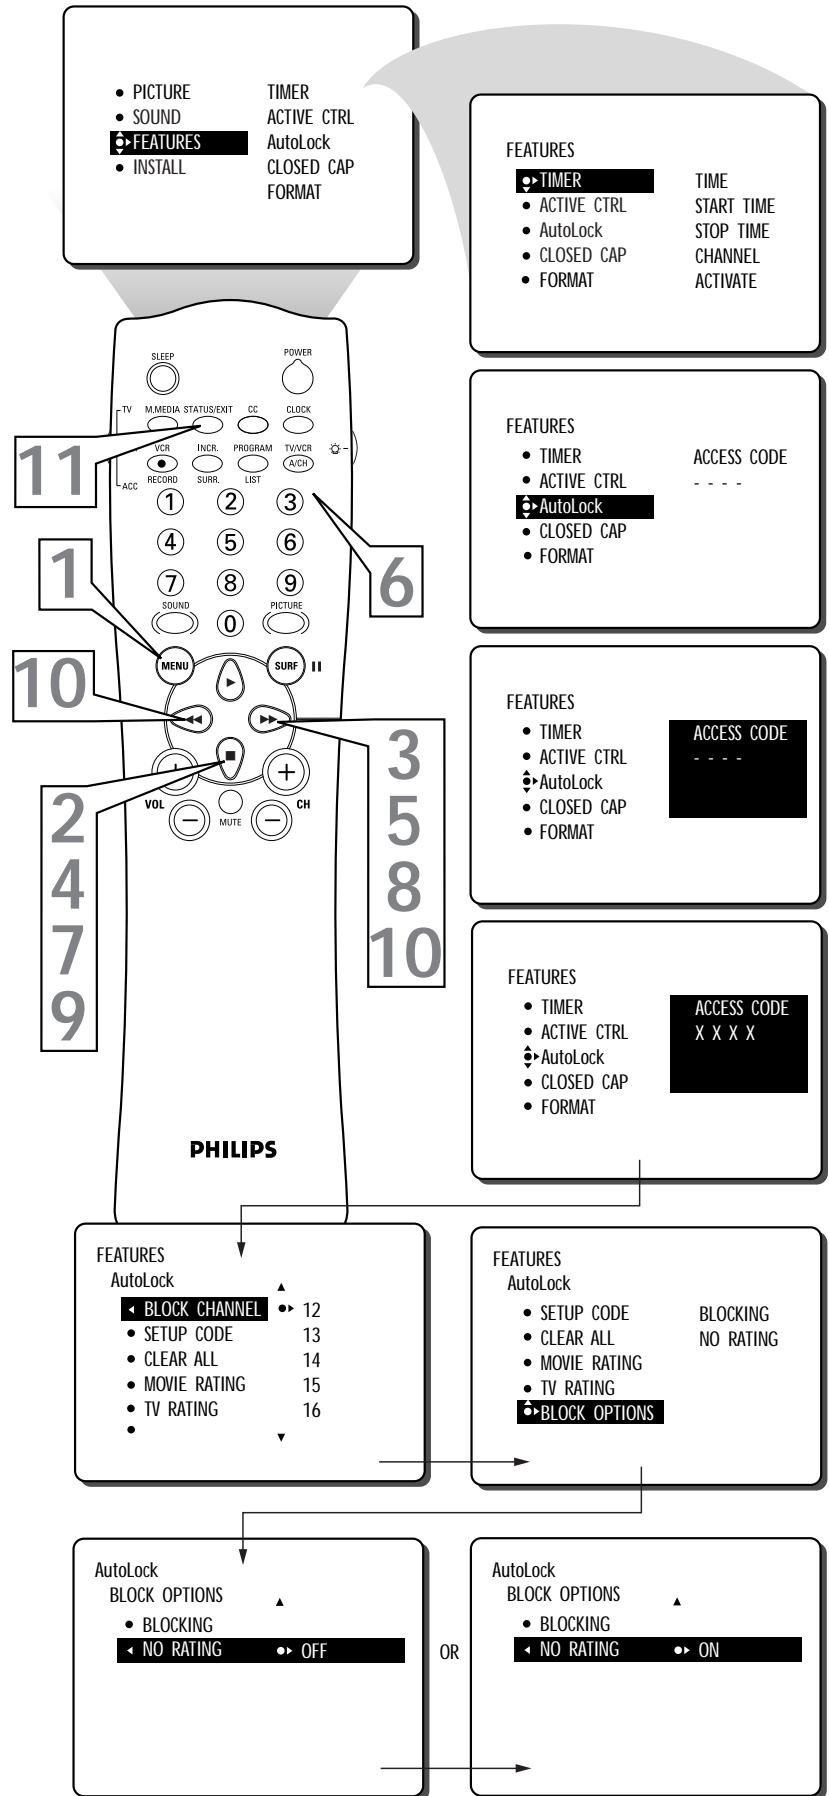 PICTURE TIMER
SOUND ACTIVE CTRL
FEATURES AutoLock
INSTALL CLOSED CAP
FORMAT
FEATURES
TIMER TIME
ACTIVE CTRL START TIME
AutoLock STOP TIME
CLOSED CAP CHANNEL
FORMAT ACTIVATE
SLEEP POWER
TV M.MEDIA STATUS/EXIT CC CLOCK
VCR INCR. PROGRAM TV/VCR
A/CH
ACC RECORD SURR. LIST
1 2 3
4 5 6
7 8 9
SOUND 0 PICTURE
MENU SURF
VOL MUTE CH
PHILIPS
11
1
6
10
2
4
7
9
3
5
8
10
FEATURES
TIMER ACCESS CODE
ACTIVE CTRL - - - -
AutoLock
CLOSED CAP
FORMAT
FEATURES
TIMER ACCESS CODE
ACTIVE CTRL - - - -
AutoLock
CLOSED CAP
FORMAT
FEATURES
TIMER ACCESS CODE
ACTIVE CTRL X X X X
AutoLock
CLOSED CAP
FORMAT
FEATURES
AutoLock
BLOCK CHANNEL 12
SETUP CODE 13
CLEAR ALL 14
MOVIE RATING 15
TV RATING 16
FEATURES
AutoLock
SETUP CODE BLOCKING
CLEAR ALL NO RATING
MOVIE RATING
TV RATING
BLOCK OPTIONS
AutoLock
BLOCK OPTIONS
BLOCKING
NO RATING OFF
OR
AutoLock
BLOCK OPTIONS
BLOCKING
NO RATING ON